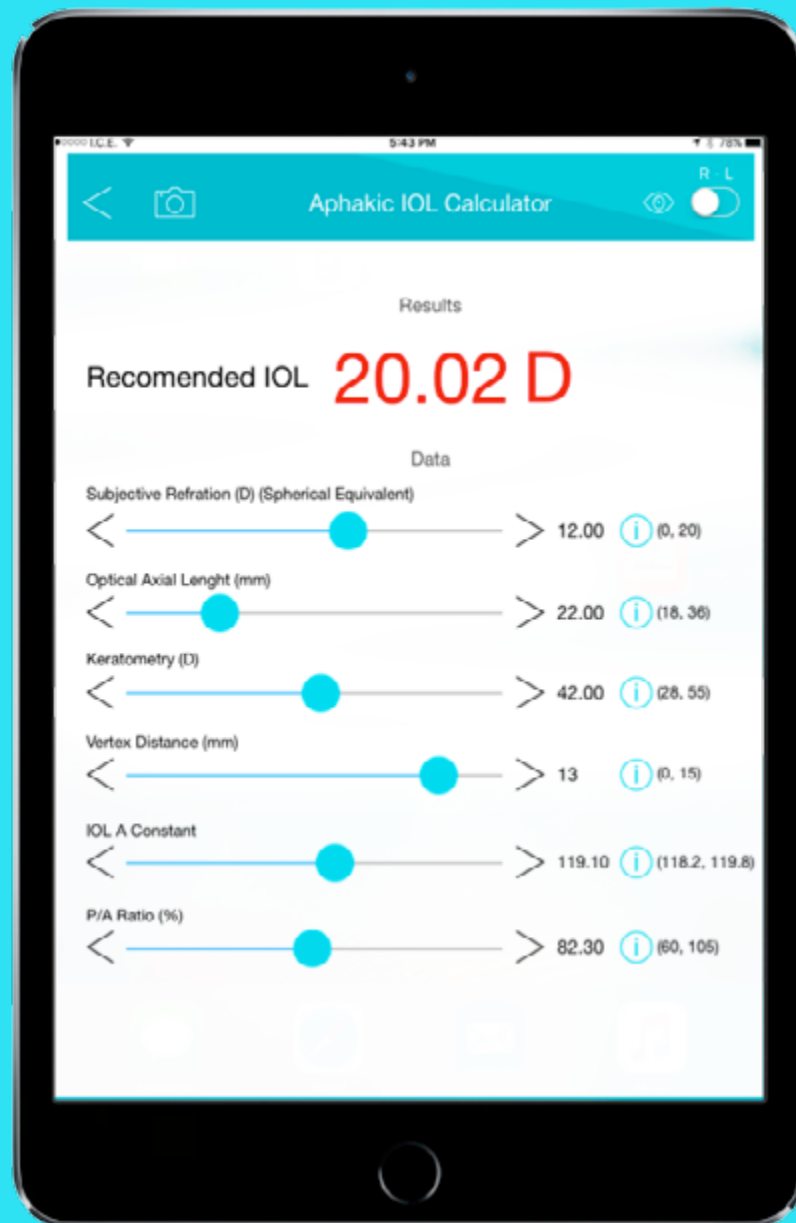 I.C.E. 5:43 PM 78%
R · L
Aphakic IOL Calculator
Results
Recomended IOL 20.02 D
Data
Subjective Refration (D) (Spherical Equivalent)
12.00 i (0, 20)
Optical Axial Lenght (mm)
22.00 i (18, 36)
Keratometry (D)
42.00 i (28, 55)
Vertex Distance (mm)
13 i (0, 15)
IOL A Constant
119.10 i (118.2, 119.8)
P/A Ratio (%)
82.30 i (60, 105)